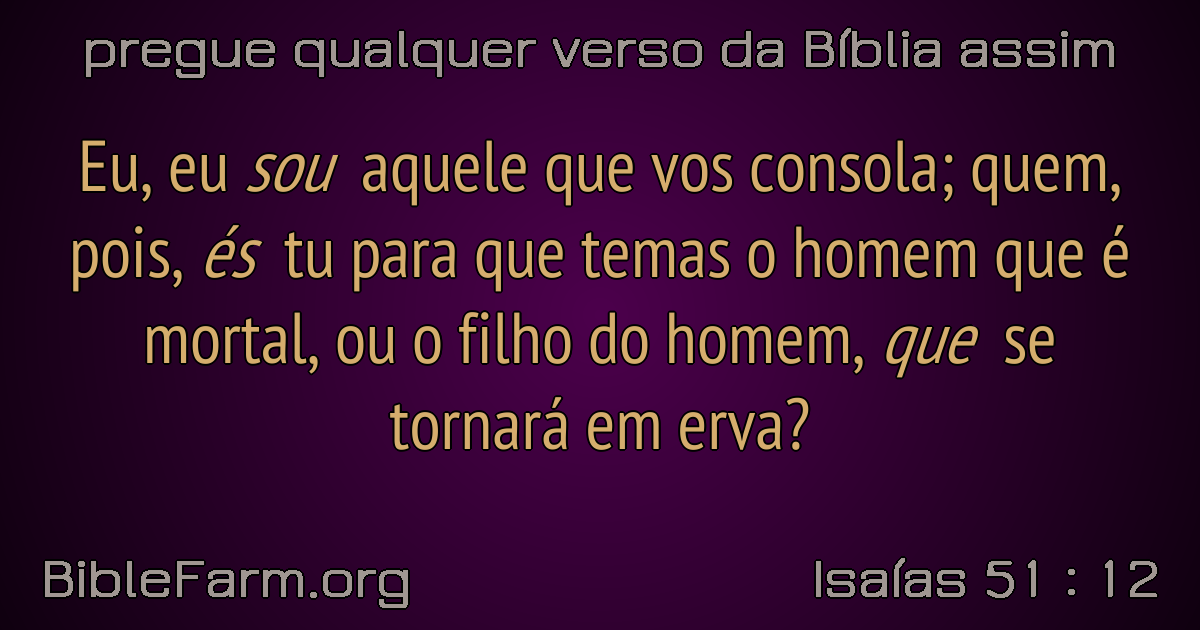 pregue qualquer verso da Bíblia assim
Eu, eu sou aquele que vos consola; quem,
pois, és tu para que temas o homem que é
mortal, ou o filho do homem, que se
tornará em erva?
BibleFarm.org
Isaías 51 : 12